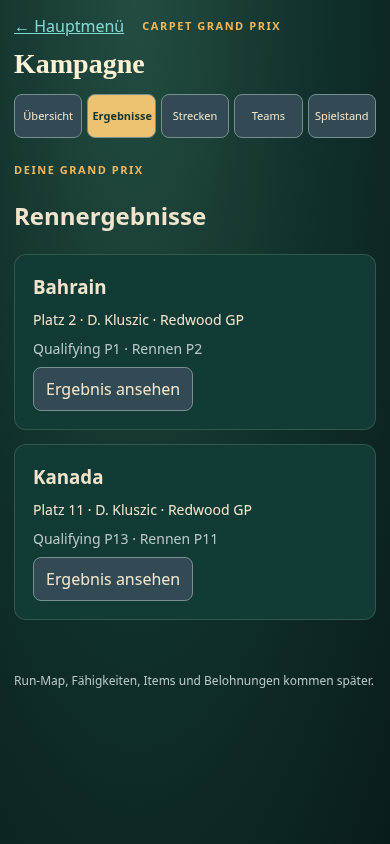 ← Hauptmenü CARPET GRAND PRIX
Kampagne
Übersicht Ergebnisse Strecken Teams Spielstand
DEINE GRAND PRIX
Rennergebnisse
Bahrain
Platz 2 · D. Kluszic · Redwood GP
Qualifying P1 · Rennen P2
Ergebnis ansehen
Kanada
Platz 11 · D. Kluszic · Redwood GP
Qualifying P13 · Rennen P11
Ergebnis ansehen
Run-Map, Fähigkeiten, Items und Belohnungen kommen später.